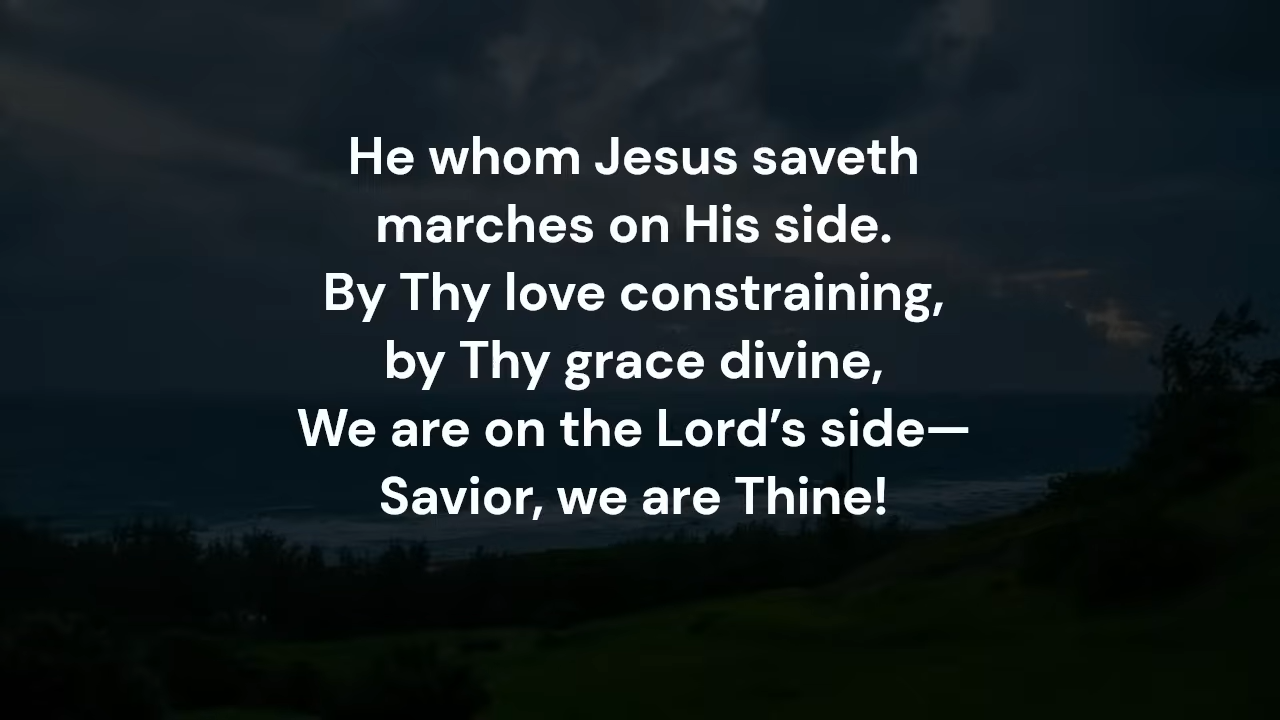 He whom Jesus saveth
marches on His side.
By Thy love constraining,
by Thy grace divine,
We are on the Lord’s side—
Savior, we are Thine!